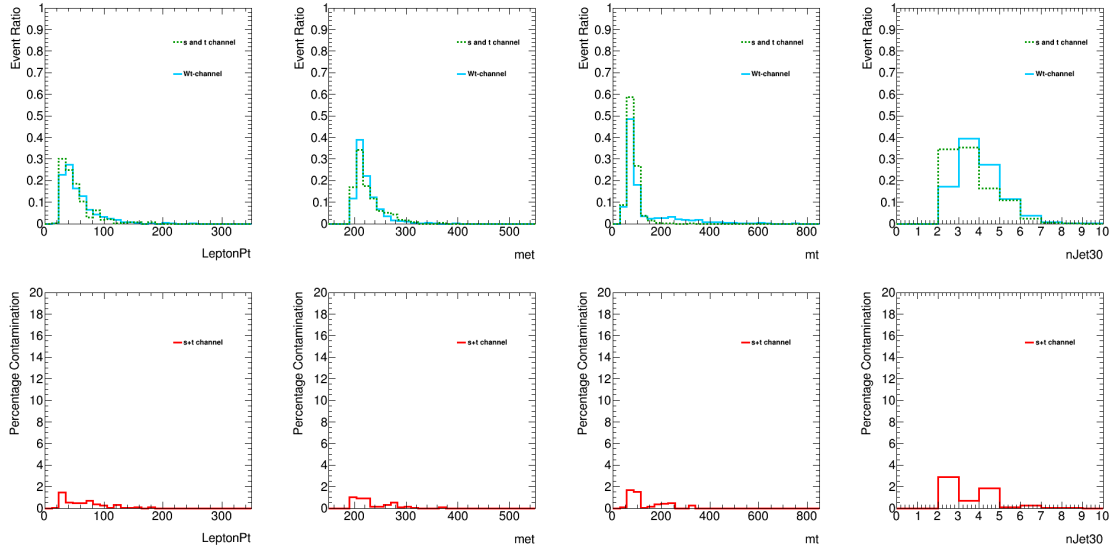 Event Ratio
1
0.9
0.8
0.7
0.6
0.5
0.4
0.3
0.2
0.1
0
s and t channel
Wt-channel
0 100 200 300
LeptonPt
Event Ratio
1
0.9
0.8
0.7
0.6
0.5
0.4
0.3
0.2
0.1
0
s and t channel
Wt-channel
200 300 400 500
met
Event Ratio
1
0.9
0.8
0.7
0.6
0.5
0.4
0.3
0.2
0.1
0
s and t channel
Wt-channel
0 200 400 600 800
mt
Event Ratio
1
0.9
0.8
0.7
0.6
0.5
0.4
0.3
0.2
0.1
0
s and t channel
Wt-channel
0 1 2 3 4 5 6 7 8 9 10
nJet30
Percentage Contamination
20
18
16
14
12
10
8
6
4
2
0
s+t channel
0 100 200 300
LeptonPt
Percentage Contamination
20
18
16
14
12
10
8
6
4
2
0
s+t channel
200 300 400 500
met
Percentage Contamination
20
18
16
14
12
10
8
6
4
2
0
s+t channel
0 200 400 600 800
mt
Percentage Contamination
20
18
16
14
12
10
8
6
4
2
0
s+t channel
0 1 2 3 4 5 6 7 8 9 10
nJet30